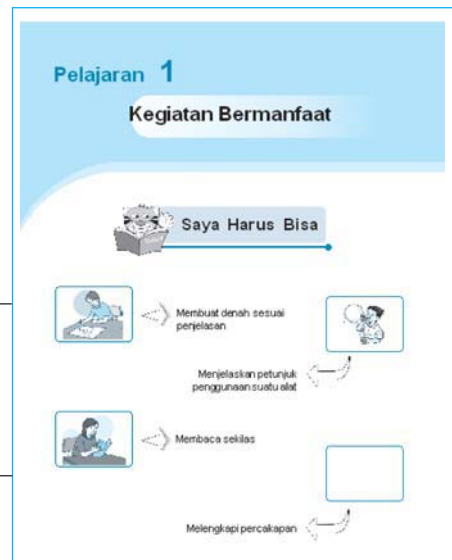 Pelajaran 1
Kegiatan Bermanfaat
Saya Harus Bisa
Membuat denah sesuai
penjelasan
Menjelaskan petunjuk
penggunaan suatu alat
Membaca sekilas
Melengkapi percakapan